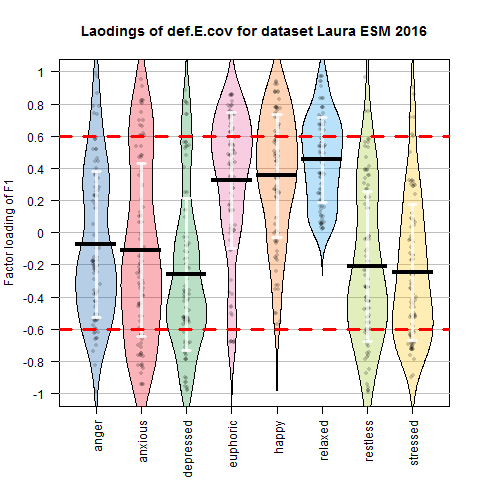 Laodings of def.E.cov for dataset Laura ESM 2016
Factor loading of F1
1
0.8
0.6
0.4
0.2
0
-0.2
-0.4
-0.6
-0.8
-1
anger
anxious
depressed
euphoric
happy
relaxed
restless
stressed